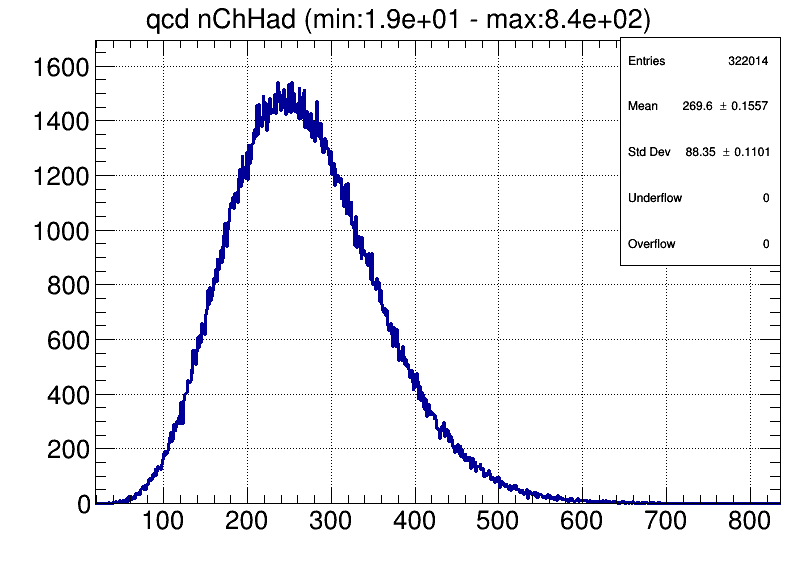 qcd nChHad (min:1.9e+01 - max:8.4e+02)
Entries 322014
Mean 269.6 ± 0.1557
Std Dev 88.35 ± 0.1101
Underflow 0
Overflow 0
1600
1400
1200
1000
800
600
400
200
0
100 200 300 400 500 600 700 800